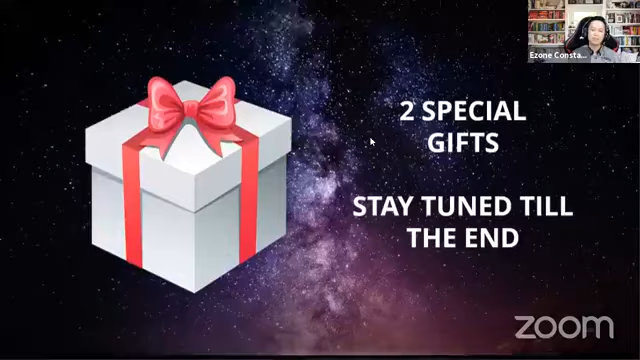 Ezone Consta...
2 SPECIAL
GIFTS
STAY TUNED TILL
THE END
zoom